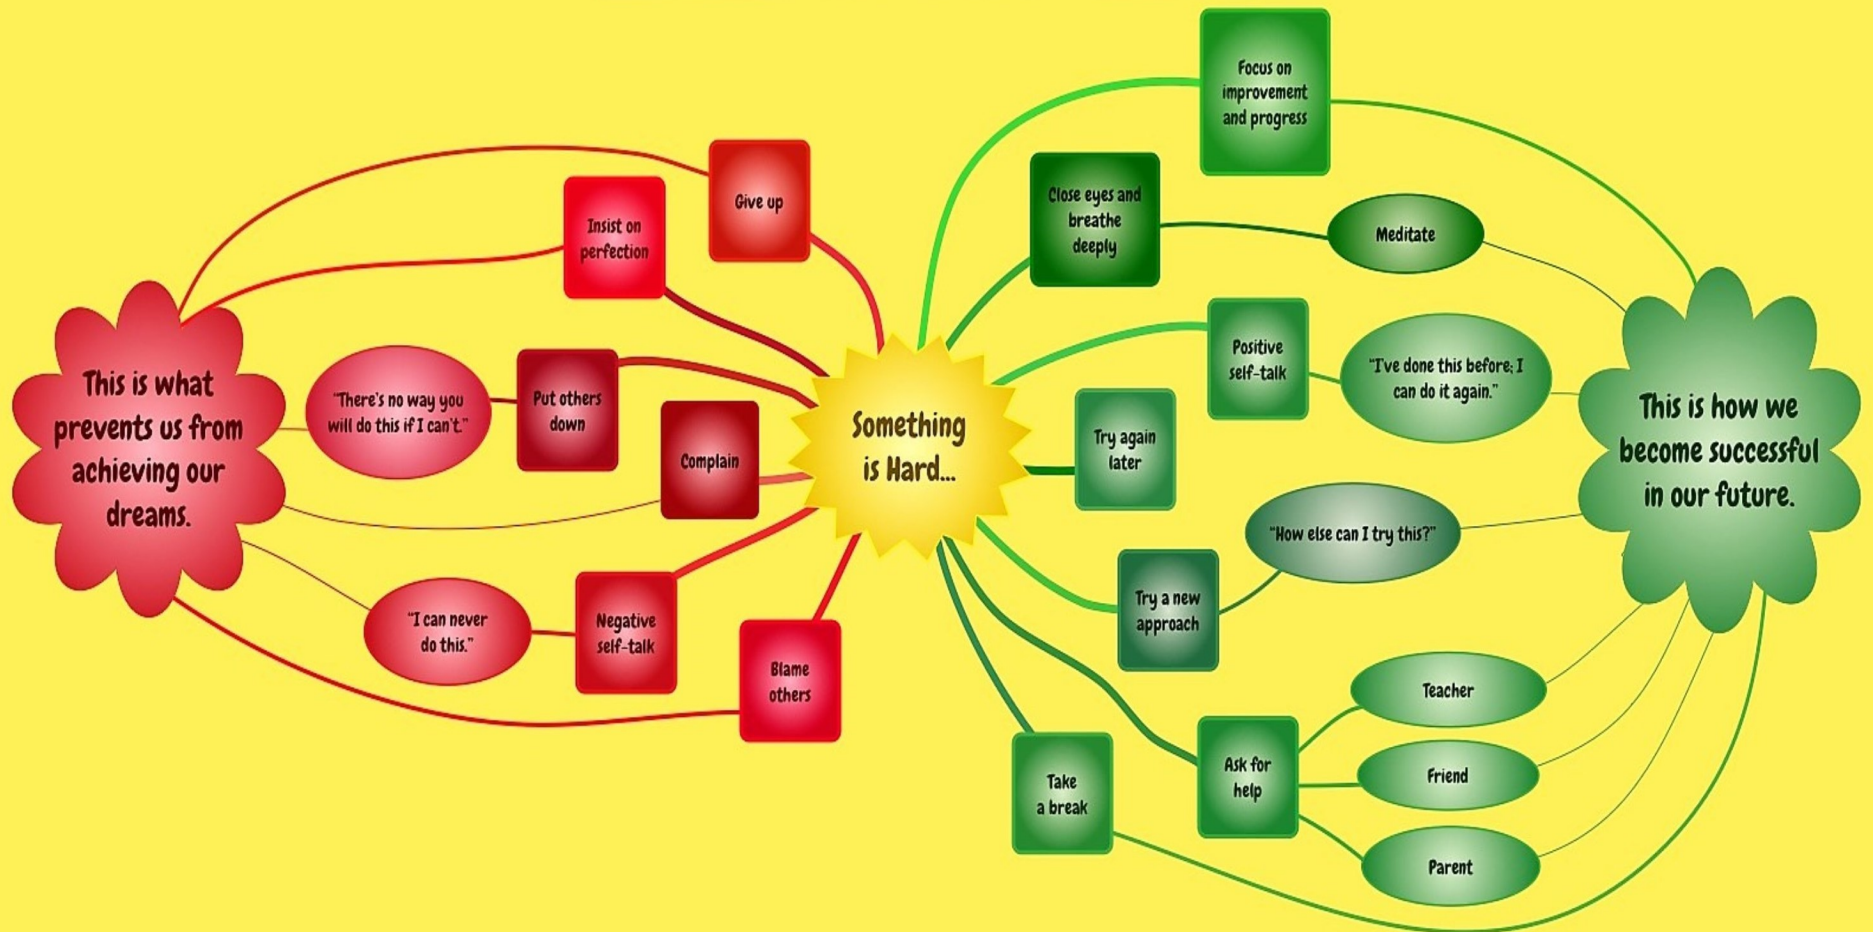 This is what
prevents us from
achieving our
dreams.
Give up
Insist on
perfection
"There's no way you
will do this if I can't."
Put others
down
Complain
"I can never
do this."
Negative
self-talk
Blame
others
Something
is Hard...
Focus on
improvement
and progress
Close eyes and
breathe
deeply
Meditate
Positive
self-talk
"I've done this before; I
can do it again."
Try again
later
Try a new
approach
"How else can I try this?"
Ask for
help
Teacher
Friend
Parent
Take
a break
This is how we
become successful
in our future.